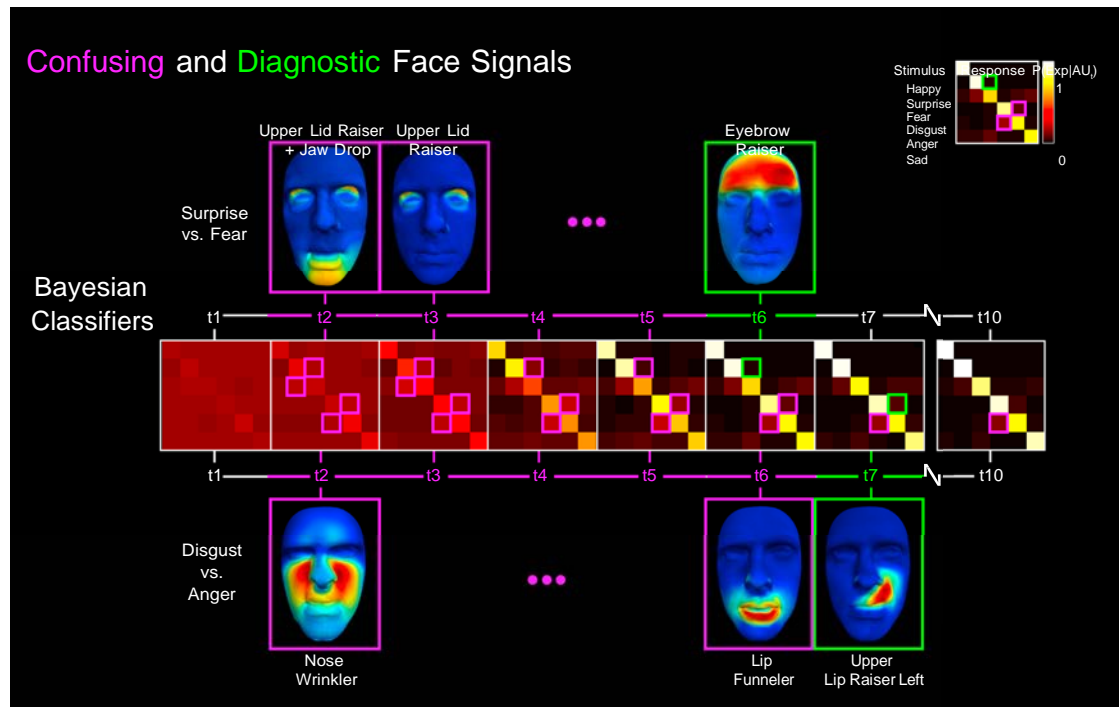 Confusing and Diagnostic Face Signals
Stimulus Response P(Exp|AUt)
Happy
Surprise
Fear
Disgust
Anger
Sad
1
0
Upper Lid Raiser
+ Jaw Drop
Upper Lid
Raiser
Eyebrow
Raiser
Surprise
vs. Fear
Bayesian
Classifiers
t1 t2 t3 t4 t5 t6 t7 t10
t1 t2 t3 t4 t5 t6 t7 t10
Disgust
vs.
Anger
Nose
Wrinkler
Lip
Funneler
Upper
Lip Raiser Left